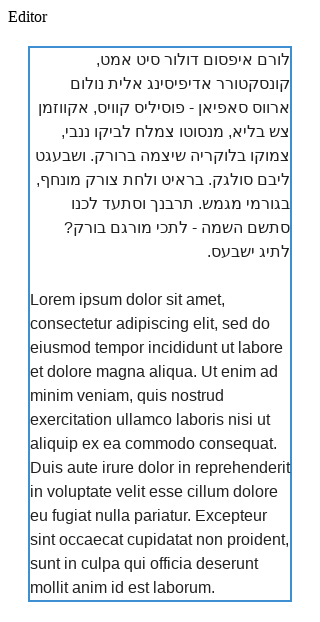 Editor
לורם איפסום דולור סיט אמט,
קונסקטורר אדיפיסינג אלית נולום
ארווס סאפיאן - פוסיליס קוויס, אקווזמן
צש בליא, מנסוטו צמלח לביקו ננבי,
צמוקו בלוקריה שיצמה ברורק. ושבעגט
ליבם סולגק. בראיט ולחת צורק מונחף,
בגורמי מגמש. תרבנך וסתעד לכנו
סתשם השמה - לתכי מורגם בורק?
לתיג ישבעס.
Lorem ipsum dolor sit amet,
consectetur adipiscing elit, sed do
eiusmod tempor incididunt ut labore
et dolore magna aliqua. Ut enim ad
minim veniam, quis nostrud
exercitation ullamco laboris nisi ut
aliquip ex ea commodo consequat.
Duis aute irure dolor in reprehenderit
in voluptate velit esse cillum dolore
eu fugiat nulla pariatur. Excepteur
sint occaecat cupidatat non proident,
sunt in culpa qui officia deserunt
mollit anim id est laborum.